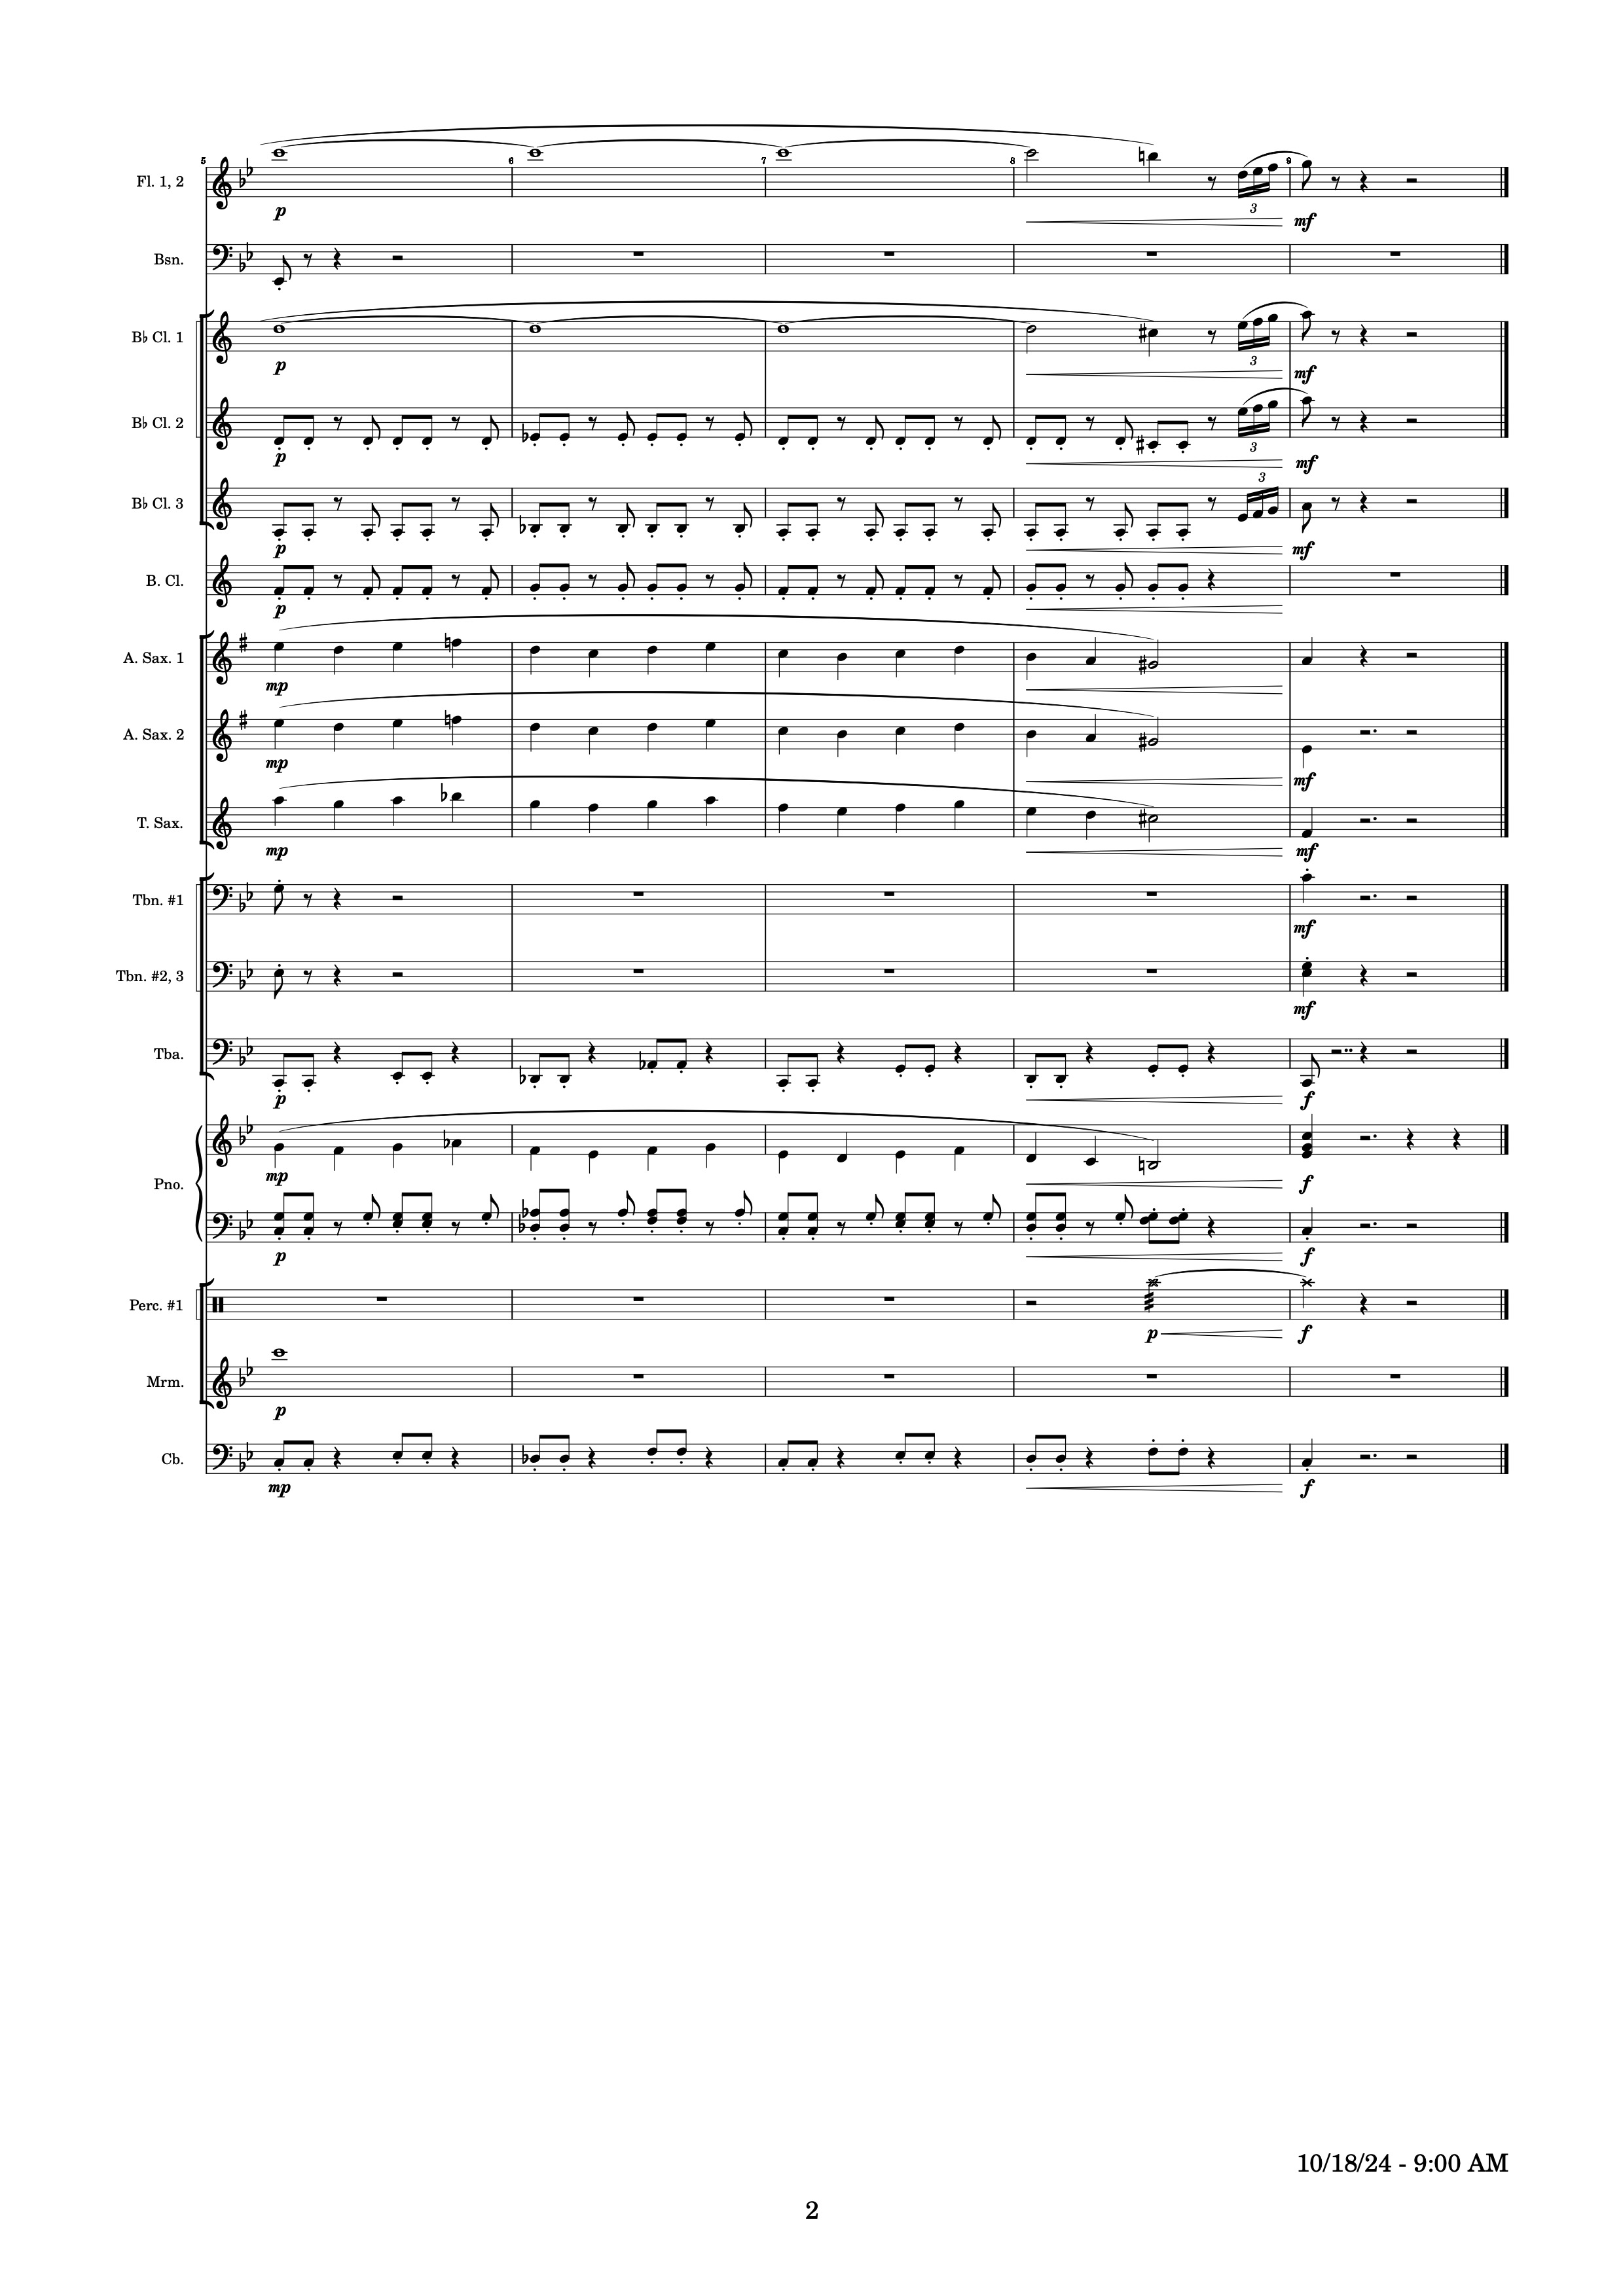 5 6 7 8 9
Fl. 1, 2
p 3 mf
Bsn.
B♭ Cl. 1
p 3 mf
B♭ Cl. 2
p 3 mf
B♭ Cl. 3
p 3 mf
B. Cl.
p
A. Sax. 1
mp
A. Sax. 2
mp mf
T. Sax.
mp mf
Tbn. #1
mf
Tbn. #2, 3
mf
Tba.
p f
mp f
Pno.
p f
Perc. #1
p f
Mrm.
p
Cb.
mp f
10/18/24 - 9:00 AM
2